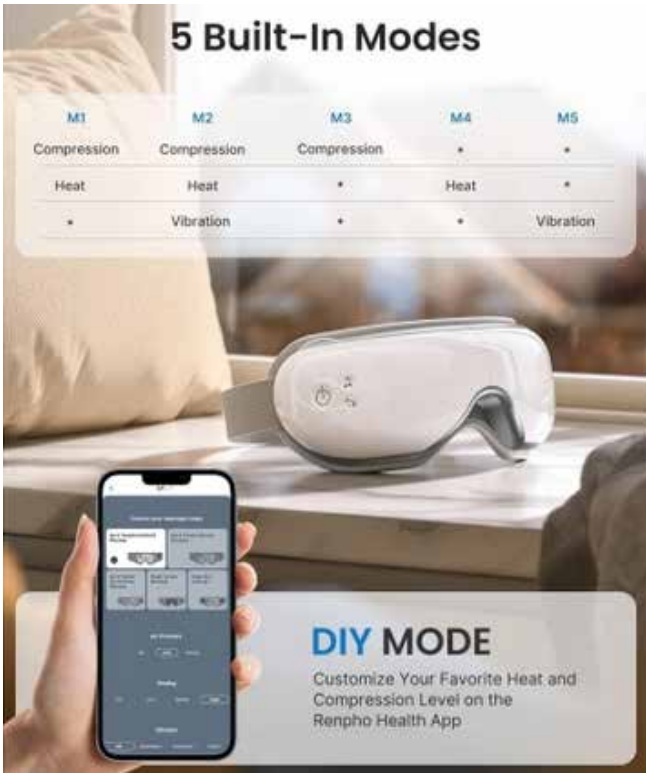 5 Built-In Modes
M1 M2 M3 M4 M5
Compression Compression Compression • •
Heat Heat • Heat •
• Vibration • • Vibration
DIY MODE
Customize Your Favorite Heat and
Compression Level on the
Renpho Health App